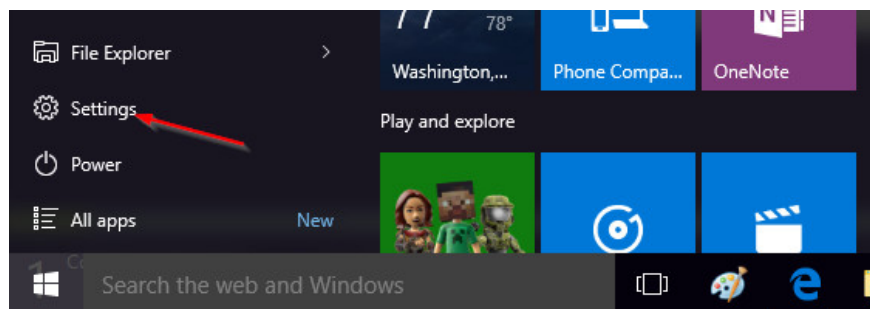 File Explorer
Settings
Power
All apps New
Search the web and Windows
78°
Washington,...
Phone Compa...
OneNote
Play and explore